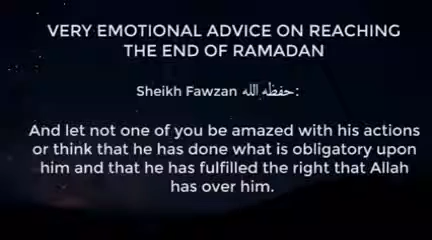 VERY EMOTIONAL ADVICE ON REACHING
THE END OF RAMADAN
Sheikh Fawzan حفظه الله:
And let not one of you be amazed with his actions
or think that he has done what is obligatory upon
him and that he has fulfilled the right that Allah
has over him.